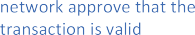 network approve that the
transaction is valid